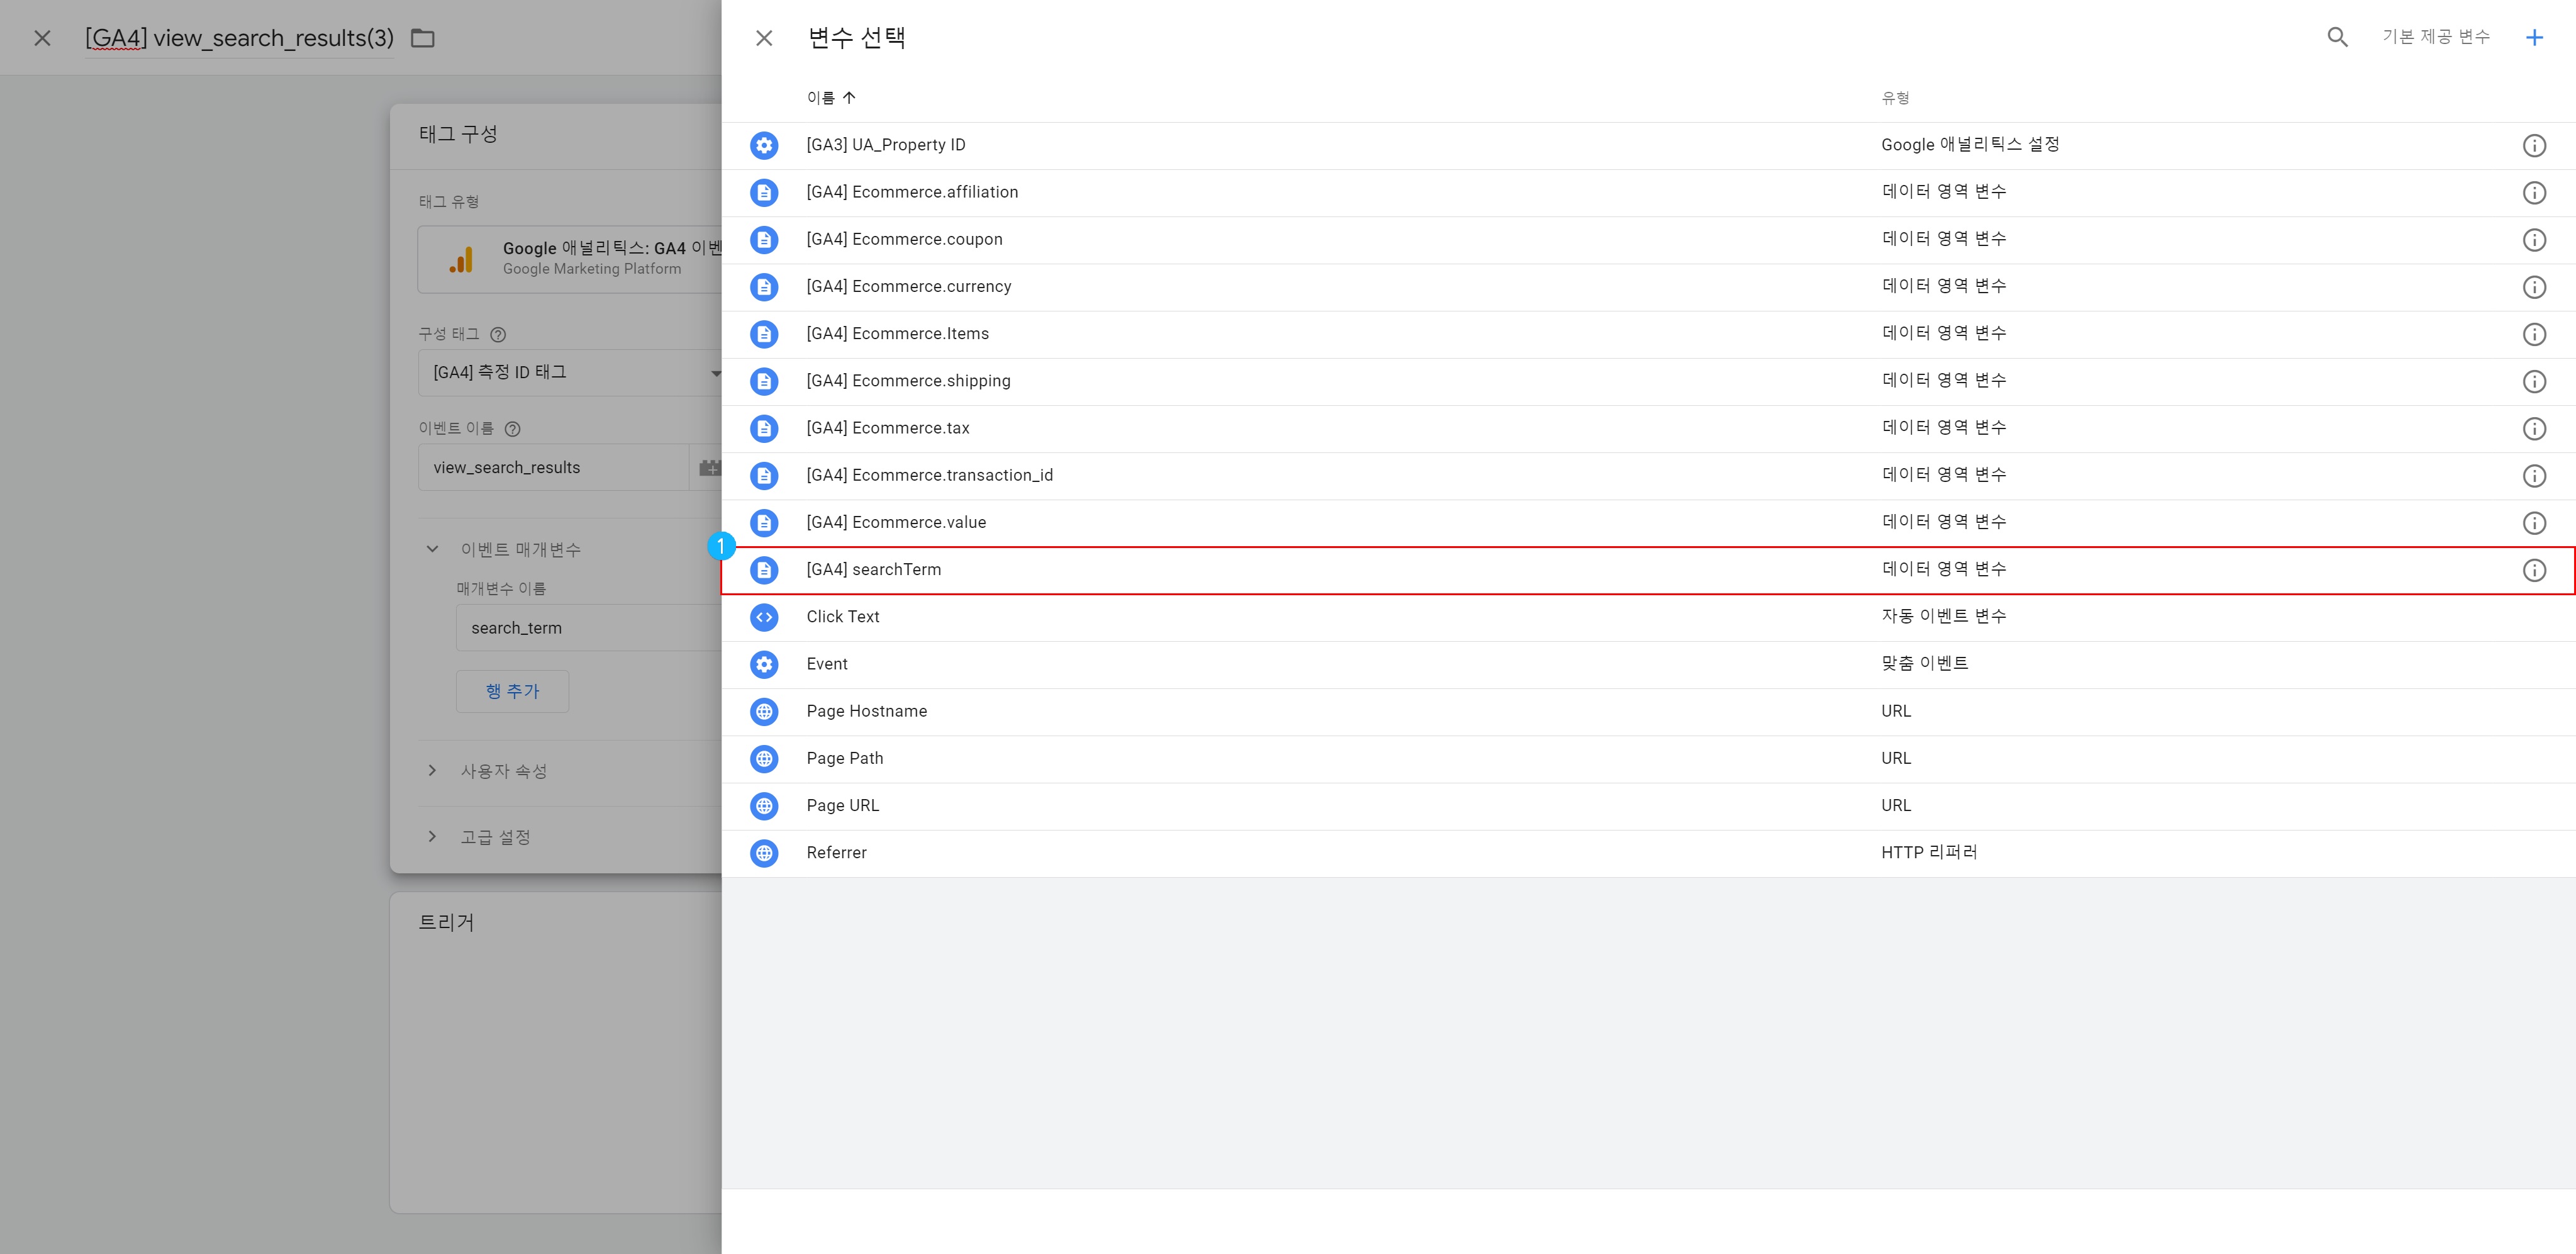 [GA4] view_search_results(3)
태그 구성
태그 유형
Google 애널리틱스: GA4 이벤
Google Marketing Platform
구성 태그
[GA4] 측정 ID 태그
이벤트 이름
view_search_results
이벤트 매개변수
매개변수 이름
search_term
행 추가
사용자 속성
고급 설정
트리거
변수 선택
기본 제공 변수
이름 유형
[GA3] UA_Property ID Google 애널리틱스 설정
[GA4] Ecommerce.affiliation 데이터 영역 변수
[GA4] Ecommerce.coupon 데이터 영역 변수
[GA4] Ecommerce.currency 데이터 영역 변수
[GA4] Ecommerce.Items 데이터 영역 변수
[GA4] Ecommerce.shipping 데이터 영역 변수
[GA4] Ecommerce.tax 데이터 영역 변수
[GA4] Ecommerce.transaction_id 데이터 영역 변수
[GA4] Ecommerce.value 데이터 영역 변수
1
[GA4] searchTerm 데이터 영역 변수
Click Text 자동 이벤트 변수
Event 맞춤 이벤트
Page Hostname URL
Page Path URL
Page URL URL
Referrer HTTP 리퍼러